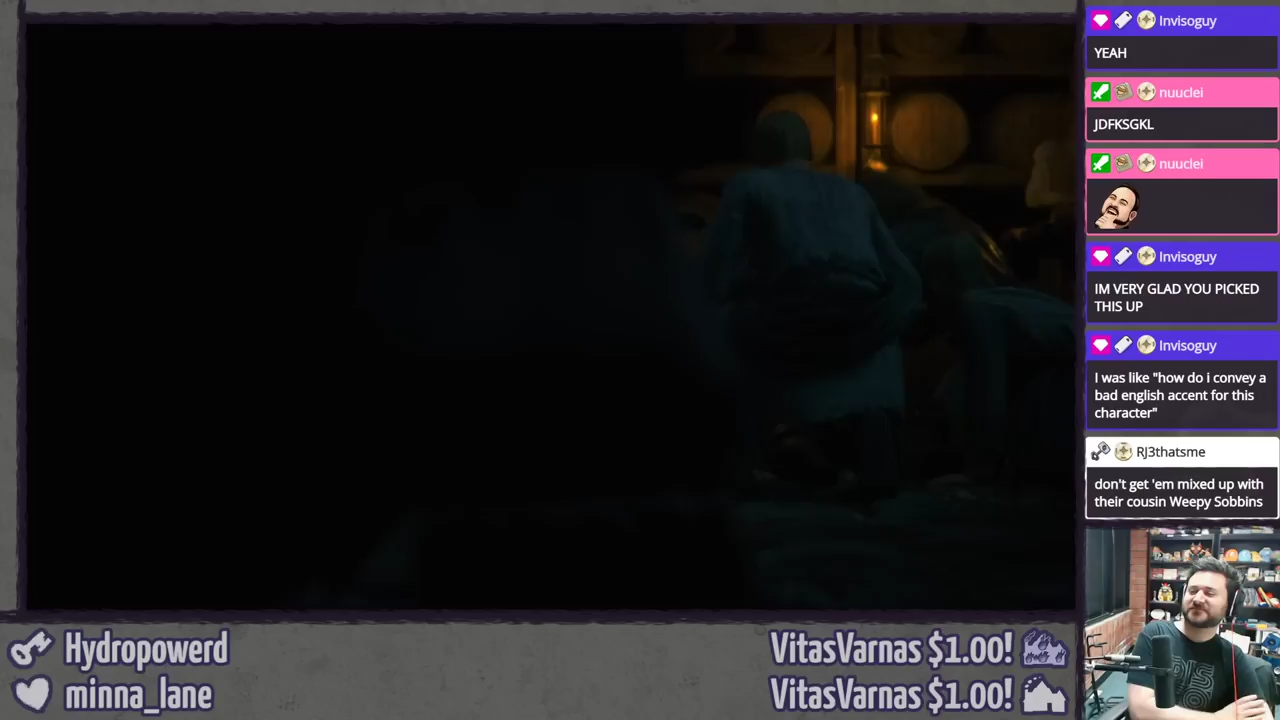 Invisoguy
YEAH
nuuclei
JDFKSGKL
nuuclei
Invisoguy
IM VERY GLAD YOU PICKED
THIS UP
Invisoguy
I was like "how do i convey a
bad english accent for this
character"
RJ3thatsme
don't get 'em mixed up with
their cousin Weepy Sobbins
Hydropowerd
minna_lane
VitasVarnas $1.00!
VitasVarnas $1.00!